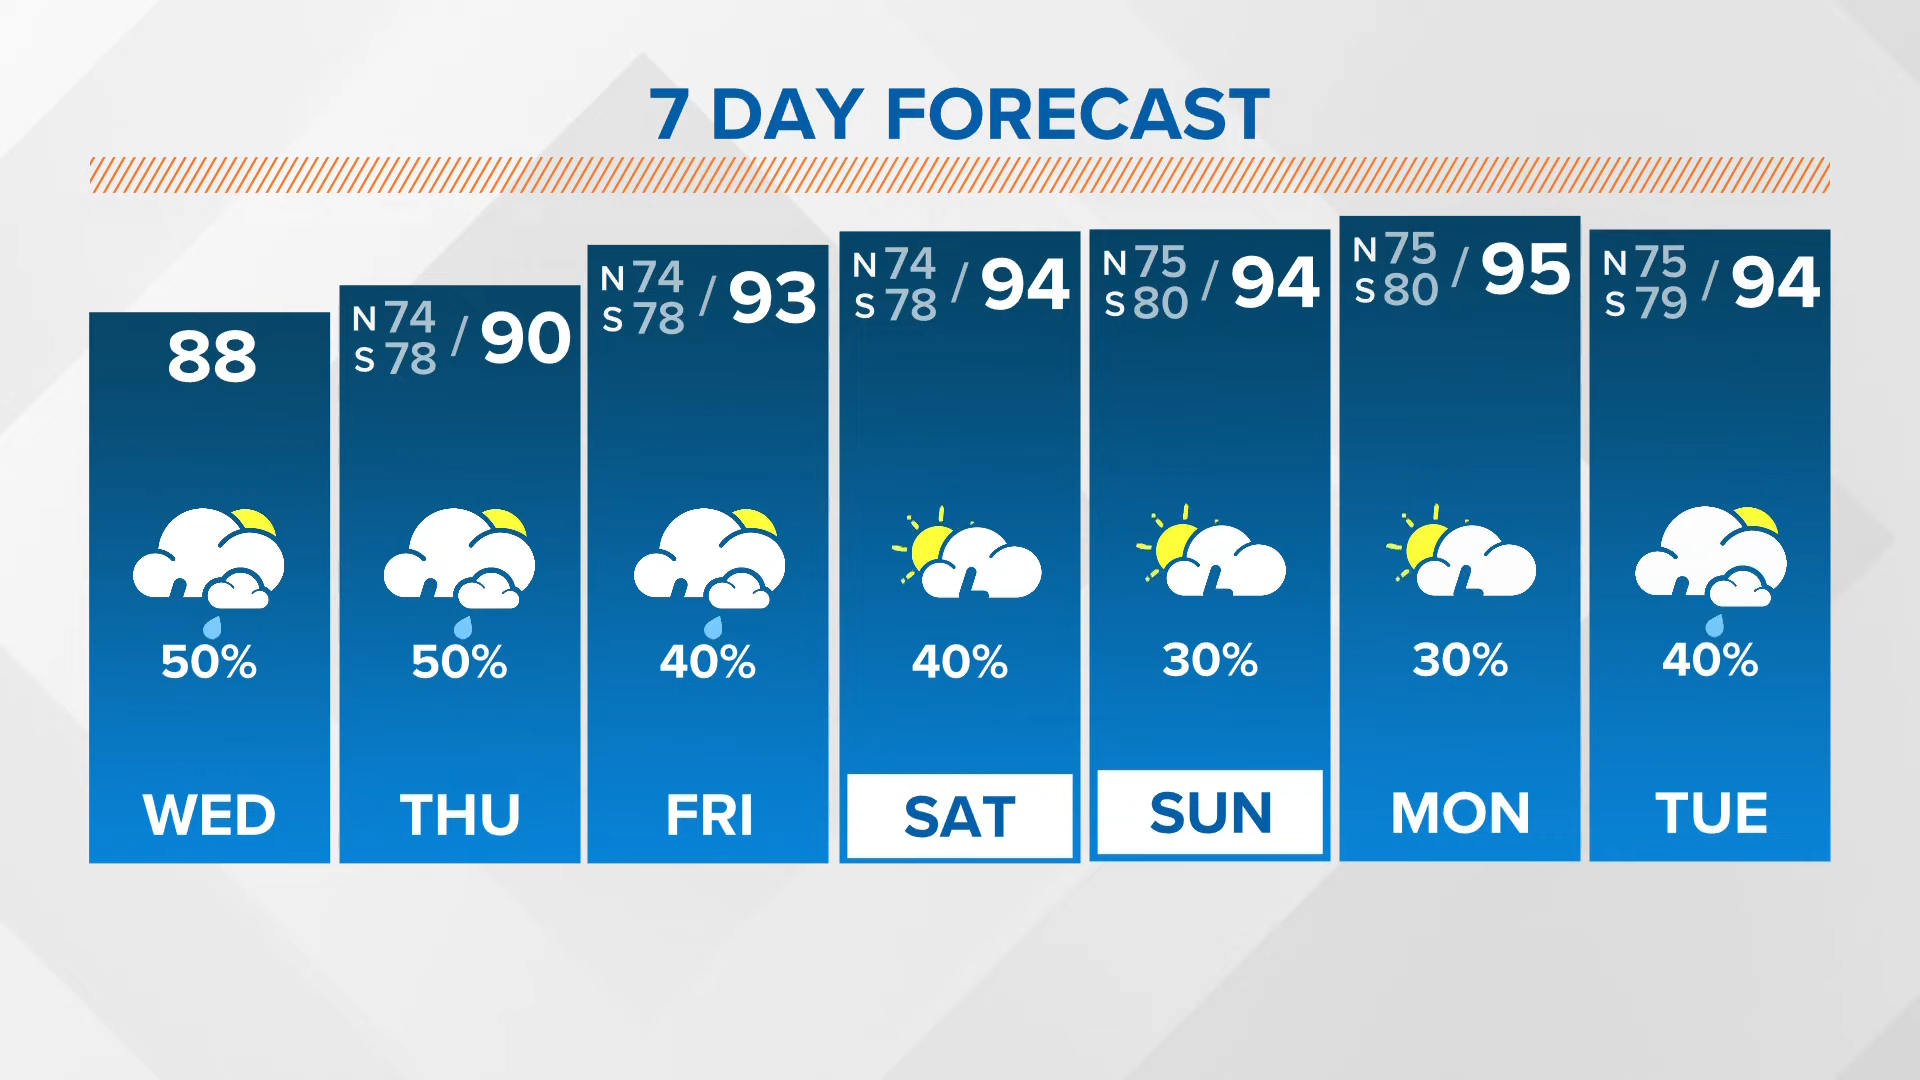 7 DAY FORECAST
88
50%
WED
N 74
S 78
/ 90
50%
THU
N 74
S 78
/ 93
40%
FRI
N 74
S 78
/ 94
40%
SAT
N 75
S 80
/ 94
30%
SUN
N 75
S 80
/ 95
30%
MON
N 75
S 79
/ 94
40%
TUE